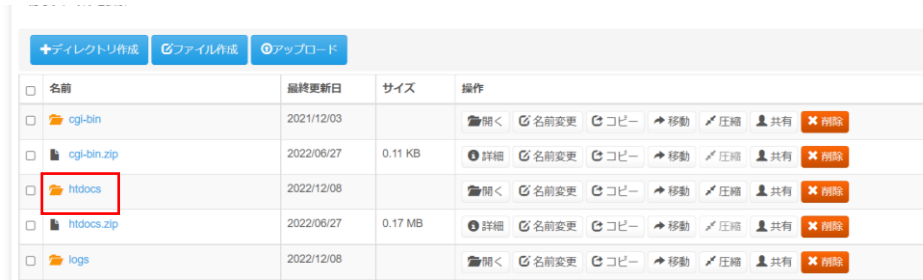 ディレクトリ作成 ファイル作成 アップロード
名前 最終更新日 サイズ 操作
cgi-bin 2021/12/03 開く 名前変更 コピー 移動 圧縮 共有 削除
cgi-bin.zip 2022/06/27 0.11 KB 詳細 名前変更 コピー 移動 圧縮 共有 削除
htdocs 2022/12/08 開く 名前変更 コピー 移動 圧縮 共有 削除
htdocs.zip 2022/06/27 0.17 MB 詳細 名前変更 コピー 移動 圧縮 共有 削除
logs 2022/12/08 開く 名前変更 コピー 移動 圧縮 共有 削除